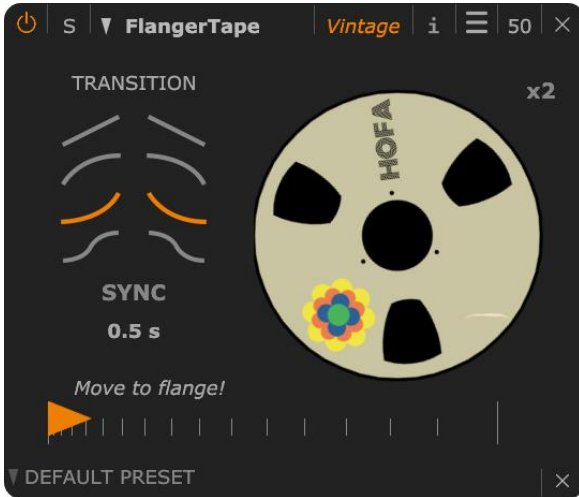 S FlangerTape Vintage i 50
TRANSITION
x2
HOFA
SYNC
0.5 s
Move to flange!
DEFAULT PRESET